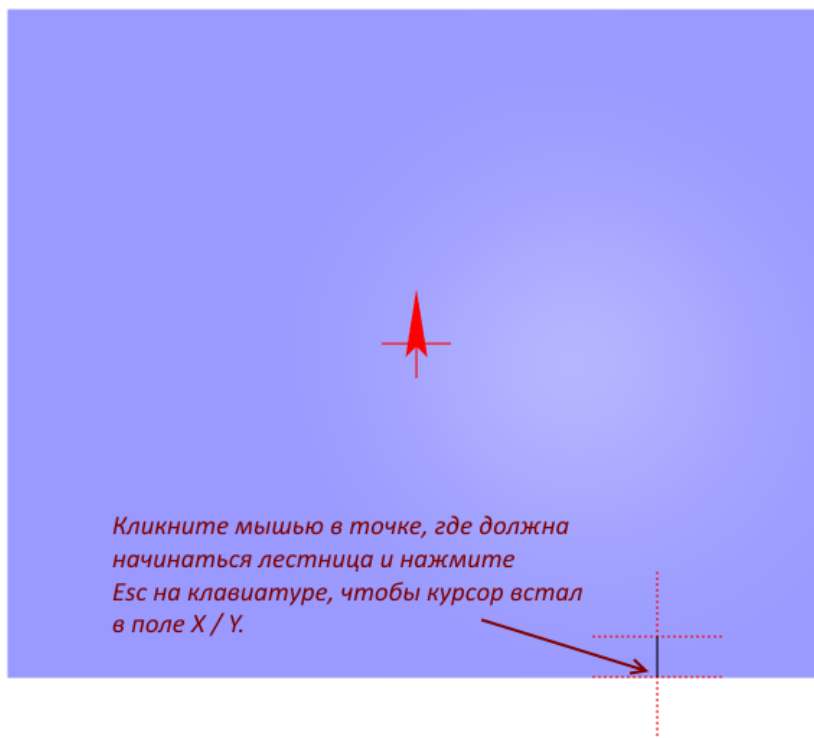 Кликните мышью в точке, где должна
начинаться лестница и нажмите
Esc на клавиатуре, чтобы курсор встал
в поле X / Y.